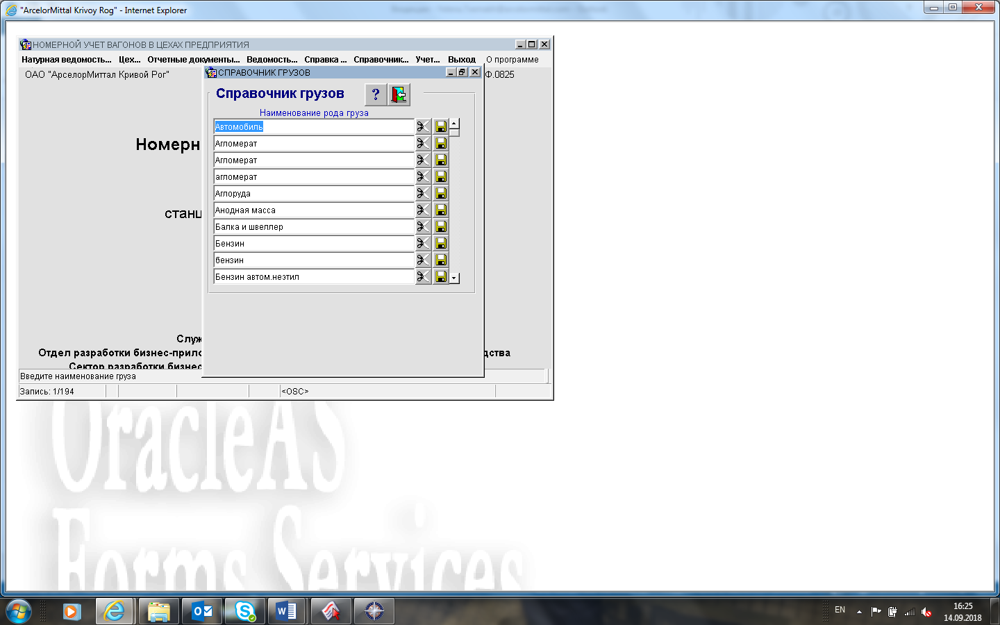 "ArcelorMittal Krivoy Rog" - Internet Explorer
НОМЕРНОЙ УЧЕТ ВАГОНОВ В ЦЕХАХ ПРЕДПРИЯТИЯ
Натурная ведомость... Цех... Отчетные документы... Ведомость... Справка ... Справочник... Учет... Выход О программе
ОАО "АрселорМиттал Кривой Рог"
Ф.0825
СПРАВОЧНИК ГРУЗОВ
Справочник грузов
?
Наименование рода груза
Автомобиль
Агломерат
Агломерат
агломерат
Аглоруда
Анодная масса
Балка и швеллер
Бензин
бензин
Бензин автом.неэтил
Номерн
станц
Служ
Отдел разработки бизнес-прило
дства
Сектор разработки бизнес
Введите наименование груза
Запись: 1/194
<OSC>
OracleAS
Forms Services
EN
16:25
14.09.2018